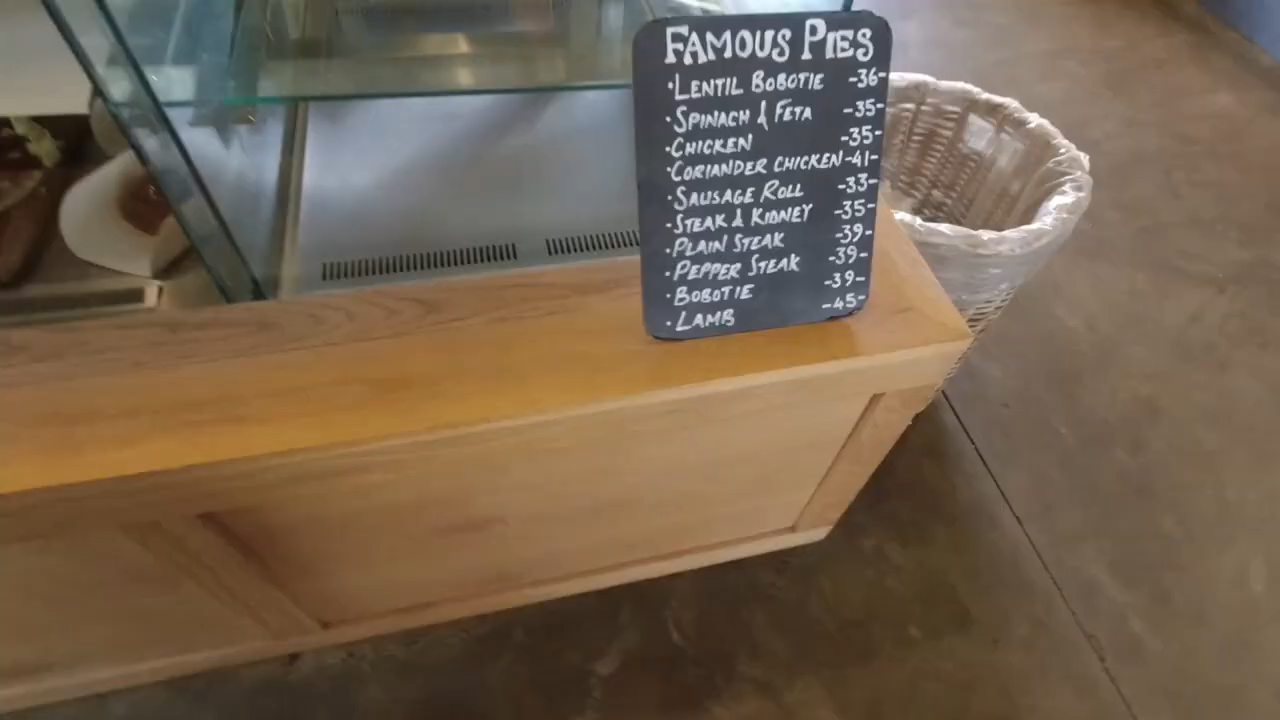 FAMOUS PIES
·LENTIL BOBOTIE -36-
·SPINACH & FETA -35-
·CHICKEN -35-
·CORIANDER CHICKEN -41-
·SAUSAGE ROLL -33-
·STEAK & KIDNEY -35-
·PLAIN STEAK -39-
·PEPPER STEAK -39-
·BOBOTIE -39-
·LAMB -45-